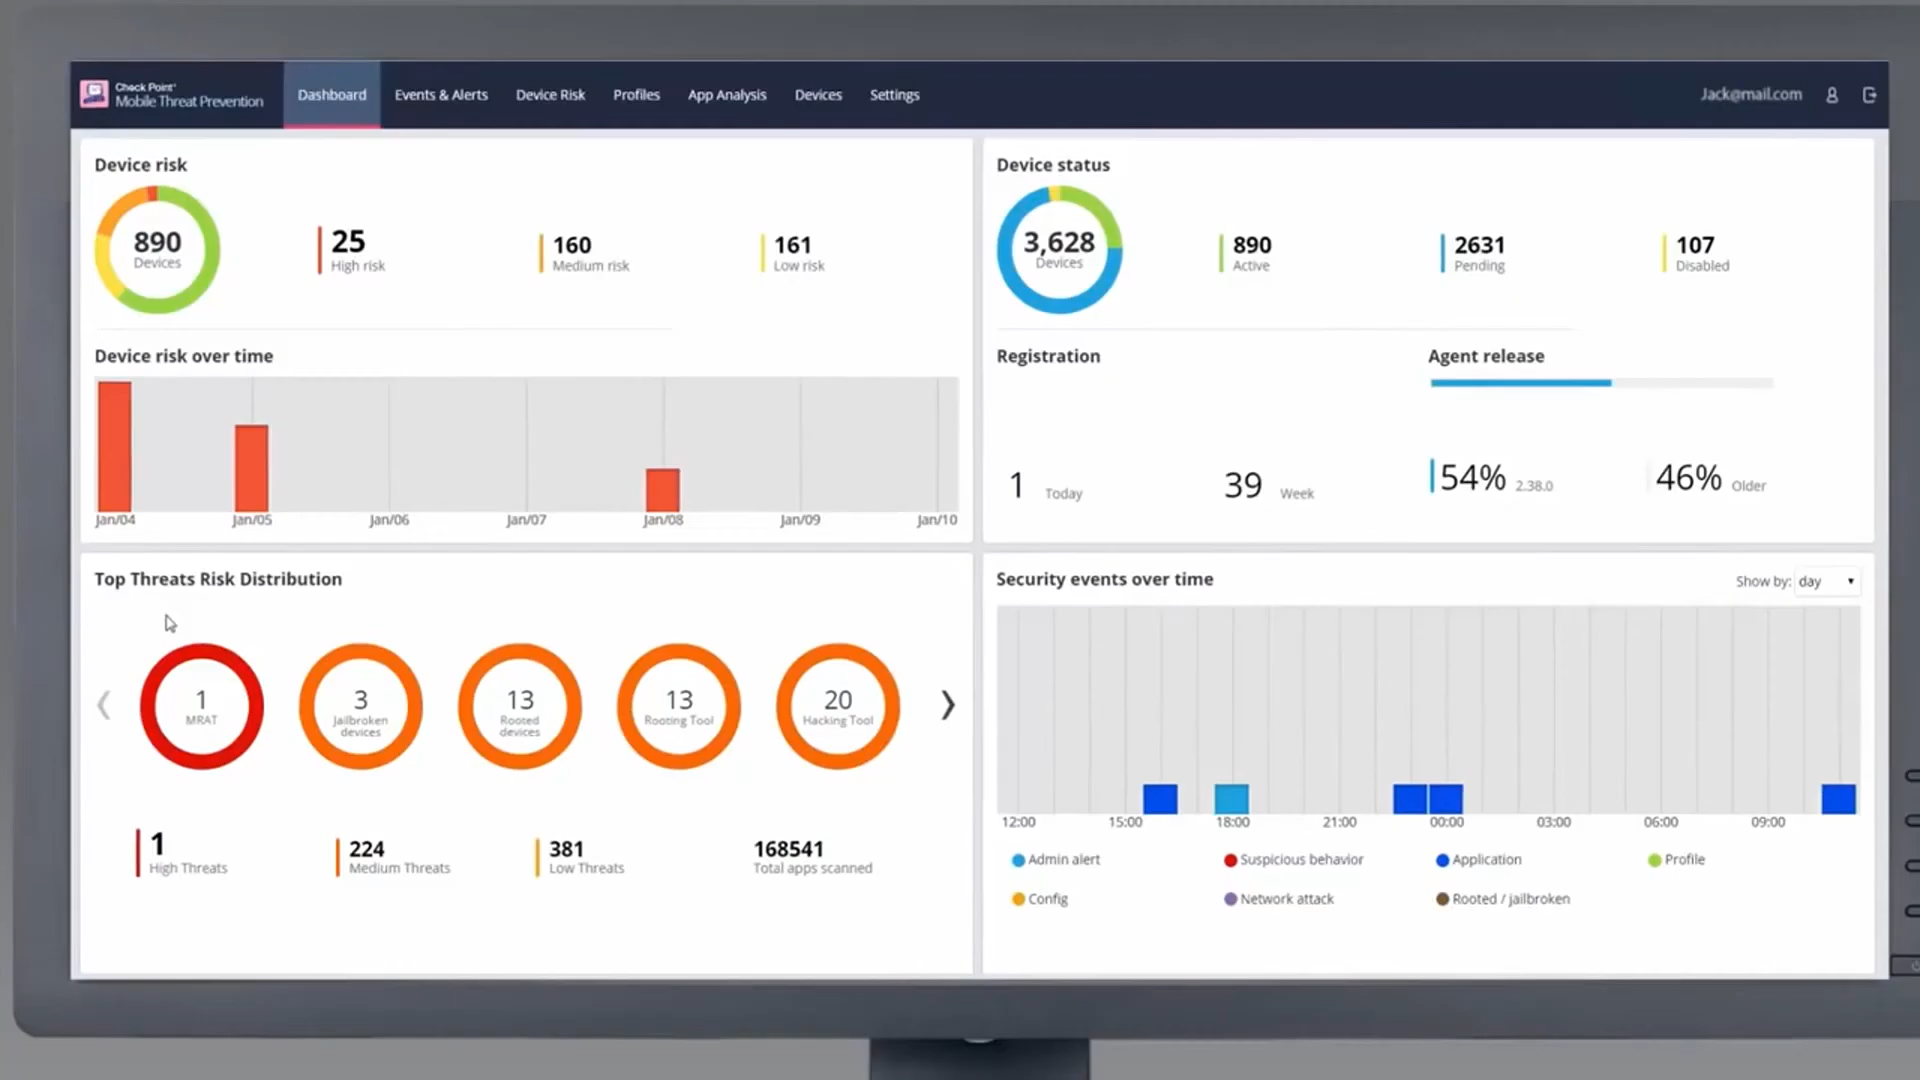 Check Point
Mobile Threat Prevention
Dashboard
Events & Alerts
Device Risk
Profiles
App Analysis
Devices
Settings
Jack@mail.com
Device risk
890
Devices
25
High risk
160
Medium risk
161
Low risk
Device risk over time
Jan/04
Jan/05
Jan/06
Jan/07
Jan/08
Jan/09
Jan/10
Device status
3,628
Devices
890
Active
2631
Pending
107
Disabled
Registration
1 Today
39 Week
Agent release
54% 2.38.0
46% Older
Top Threats Risk Distribution
1
MRAT
3
Jailbroken
devices
13
Rooted
devices
13
Rooting Tool
20
Hacking Tool
1
High Threats
224
Medium Threats
381
Low Threats
168541
Total apps scanned
Security events over time
Show by: day
12:00
15:00
18:00
21:00
00:00
03:00
06:00
09:00
Admin alert
Suspicious behavior
Application
Profile
Config
Network attack
Rooted / jailbroken